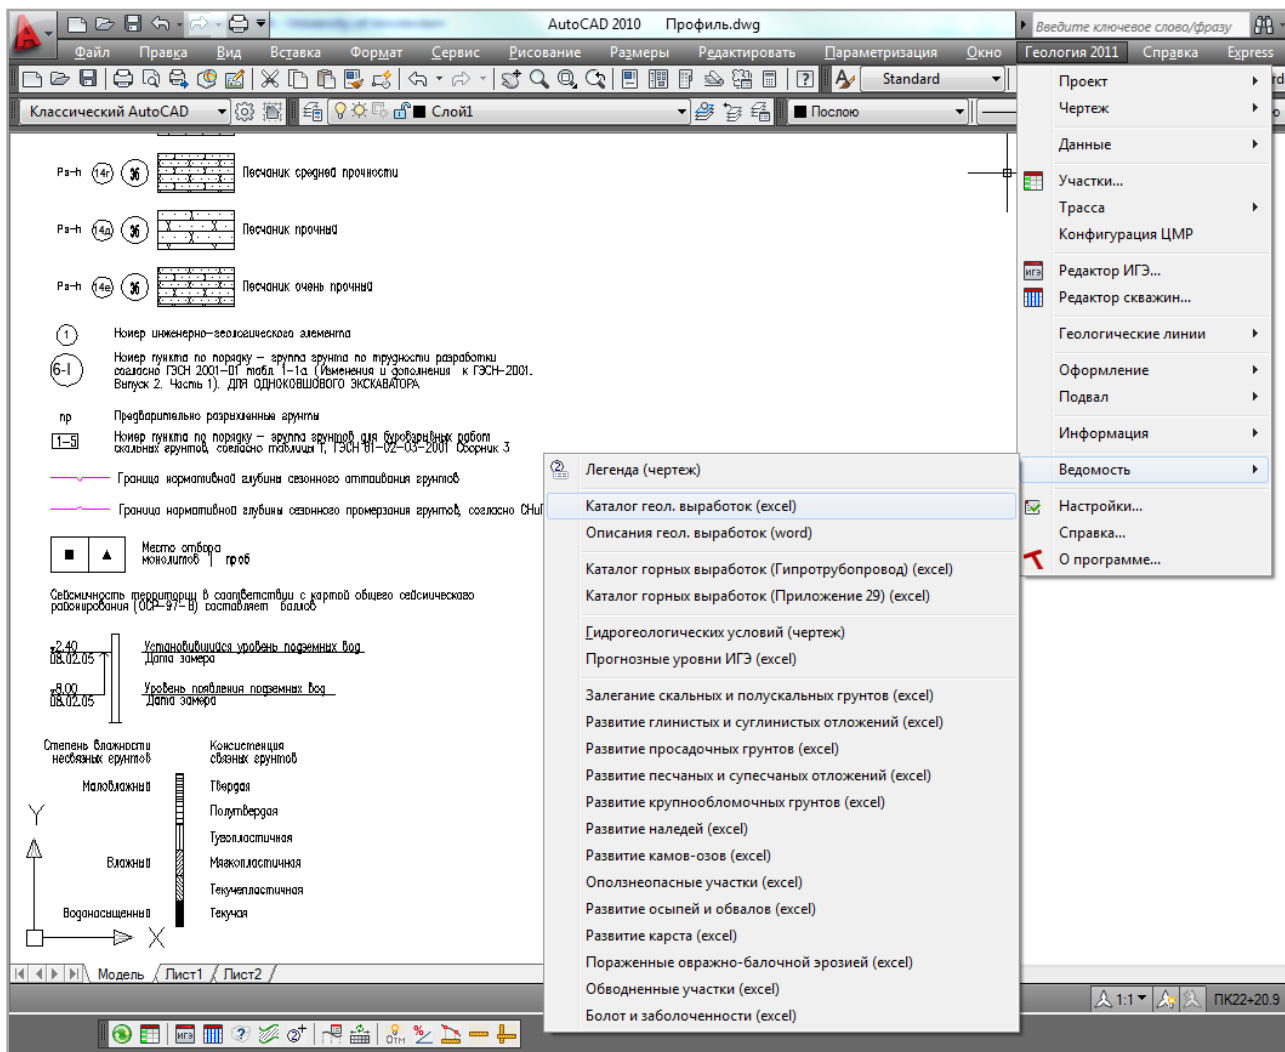 AutoCAD 2010 Профиль.dwg
Введите ключевое слово/фразу
Файл Правка Вид Вставка Формат Сервис Рисование Размеры Редактировать Параметризация Окно Геология 2011 Справка Express
Standard
Классический AutoCAD Слой1 Послою
Проект
Чертеж
Данные
Участки...
Трасса
Конфигурация ЦМР
Редактор ИГЭ...
Редактор скважин...
Геологические линии
Оформление
Подвал
Информация
Ведомость
Настройки...
Справка...
О программе...
Pз-h 14г 36 Песчаник средней прочности
Pз-h 14д 36 Песчаник прочный
Pз-h 14е 36 Песчаник очень прочный
1 Номер инженерно-геологического элемента
6-I Номер пункта по порядку – группа грунта по трудности разработки
согласно ГЭСН 2001-01 табл 1-1а (Изменения и дополнения к ГЭСН-2001.
Выпуск 2. Часть 1). ДЛЯ ОДНОКОВШОВОГО ЭКСКАВАТОРА
пр Предварительно разрыхленные грунты
1-5 Номер пункта по порядку – группа грунтов для буровзрывных работ
скальных грунтов, согласно таблицы 1, ГЭСН 81-02-03-2001 Сборник 3
Граница нормативной глубины сезонного оттаивания грунтов
Граница нормативной глубины сезонного промерзания грунтов, согласно СНиП
Место отбора
монолитов | проб
Сейсмичность территории в соответствии с картой общего сейсмического
районирования (ОСР-97-В) составляет баллов
2.40 Установившийся уровень подземных вод
08.02.05 Дата замера
8.00 Уровень появления подземных вод
08.02.05 Дата замера
Степень влажности Консистенция
несвязных грунтов связных грунтов
Маловлажный Твердая
Полутвердая
Тугопластичная
Влажный Мягкопластичная
Текучепластичная
Водонасыщенный Текучая
Y
X
Легенда (чертеж)
Каталог геол. выработок (excel)
Описания геол. выработок (word)
Каталог горных выработок (Гипротрубопровод) (excel)
Каталог горных выработок (Приложение 29) (excel)
Гидрогеологических условий (чертеж)
Прогнозные уровни ИГЭ (excel)
Залегание скальных и полускальных грунтов (excel)
Развитие глинистых и суглинистых отложений (excel)
Развитие просадочных грунтов (excel)
Развитие песчаных и супесчаных отложений (excel)
Развитие крупнообломочных грунтов (excel)
Развитие наледей (excel)
Развитие камов-озов (excel)
Оползнеопасные участки (excel)
Развитие осыпей и обвалов (excel)
Развитие карста (excel)
Пораженные овражно-балочной эрозией (excel)
Обводненные участки (excel)
Болот и заболоченности (excel)
Модель Лист1 Лист2
1:1 ПК22+20.9
ИГЭ ОТМ